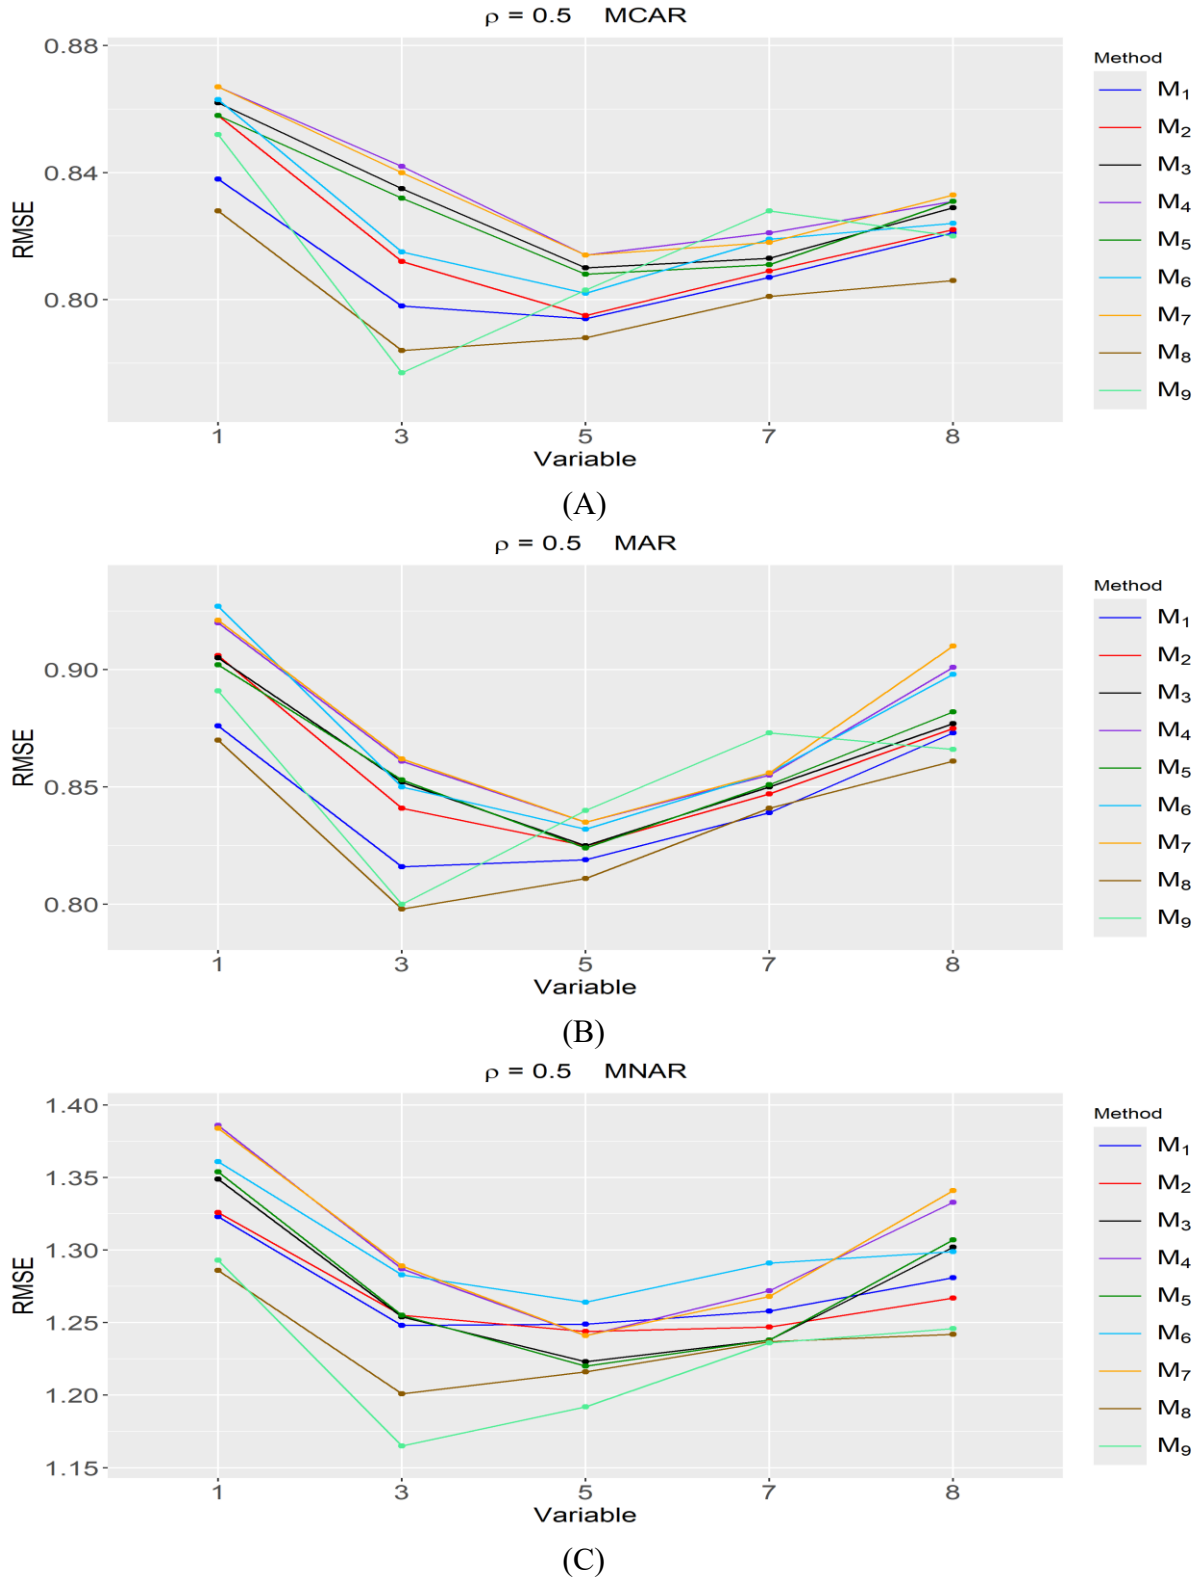 ρ = 0.5 MCAR
0.88
0.84
0.80
RMSE
1 3 5 7 8
Variable
Method
M1
M2
M3
M4
M5
M6
M7
M8
M9
(A)
ρ = 0.5 MAR
0.90
0.85
0.80
RMSE
1 3 5 7 8
Variable
Method
M1
M2
M3
M4
M5
M6
M7
M8
M9
(B)
ρ = 0.5 MNAR
1.40
1.35
1.30
1.25
1.20
1.15
RMSE
1 3 5 7 8
Variable
Method
M1
M2
M3
M4
M5
M6
M7
M8
M9
(C)